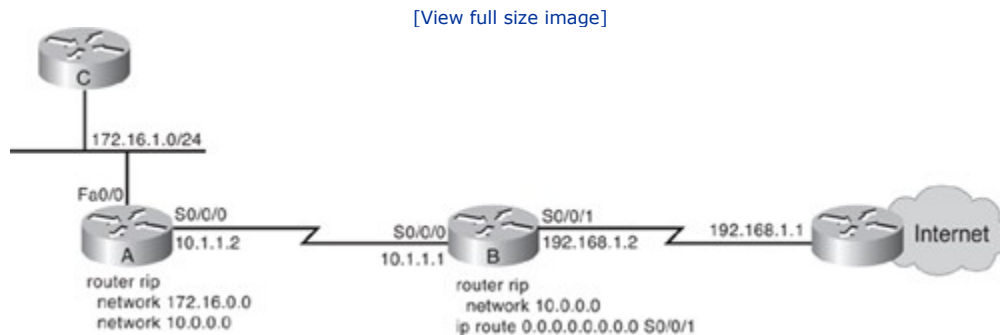 [View full size image]
C
172.16.1.0/24
Fa0/0
S0/0/0
10.1.1.2
A
router rip
network 172.16.0.0
network 10.0.0.0
S0/0/0
10.1.1.1
S0/0/1
192.168.1.2
B
router rip
network 10.0.0.0
ip route 0.0.0.0.0.0.0.0 S0/0/1
192.168.1.1
Internet